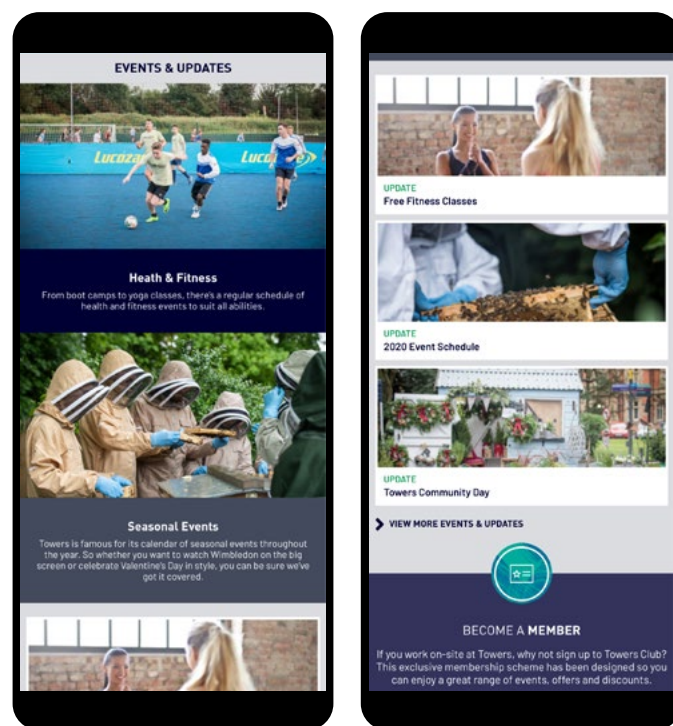 EVENTS & UPDATES
Lucoza
Heath & Fitness
From boot camps to yoga classes, there's a regular schedule of
health and fitness events to suit all abilities.
Seasonal Events
Towers is famous for its calendar of seasonal events throughout
the year. So whether you want to watch Wimbledon on the big
screen or celebrate Valentine's Day in style, you can be sure we've
got it covered.
UPDATE
Free Fitness Classes
UPDATE
2020 Event Schedule
UPDATE
Towers Community Day
VIEW MORE EVENTS & UPDATES
BECOME A MEMBER
If you work on-site at Towers, why not sign up to Towers Club?
This exclusive membership scheme has been designed so you
can enjoy a great range of events, offers and discounts.